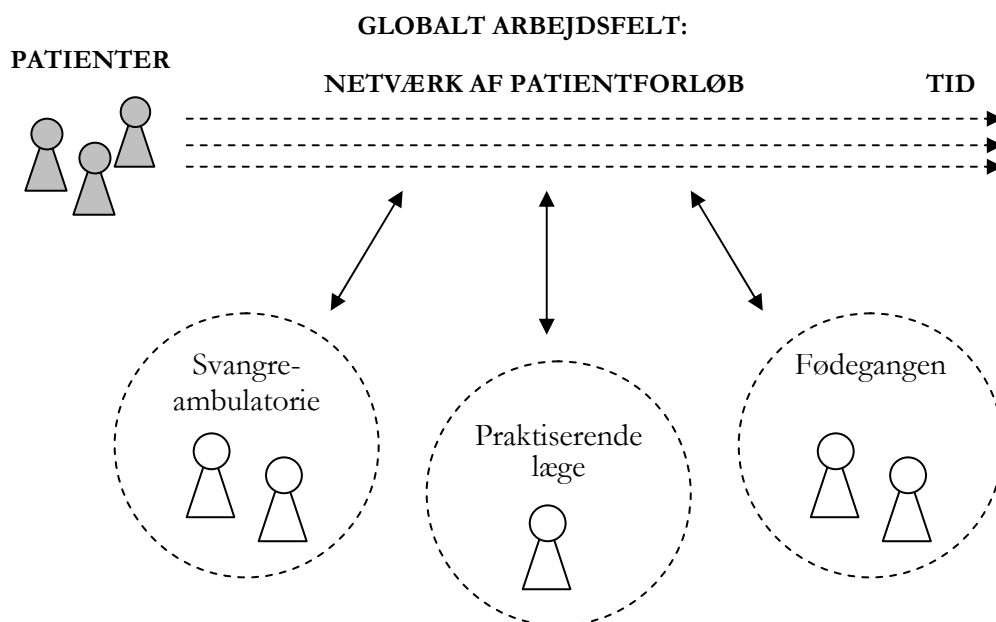 GLOBALT ARBEJDSFELT:
PATIENTER
NETVÆRK AF PATIENTFORLØB
TID
Svangre-
ambulatorie
Praktiserende
læge
Fødegangen